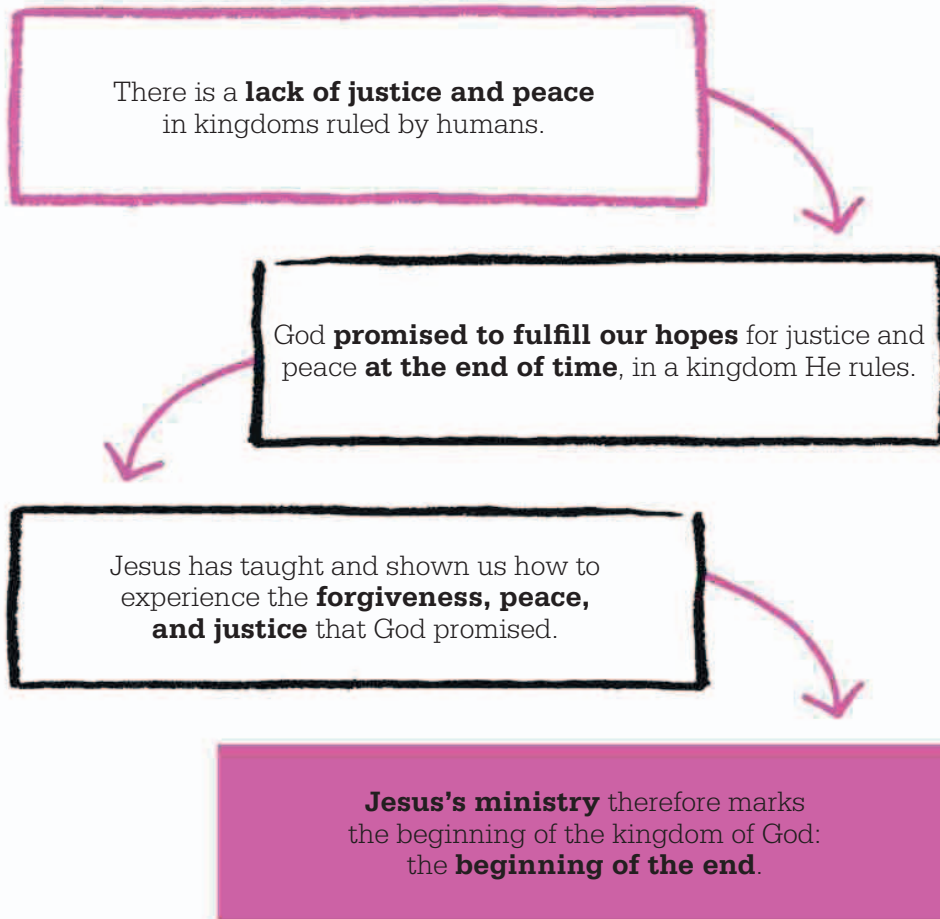 There is a lack of justice and peace
in kingdoms ruled by humans.
God promised to fulfill our hopes for justice and
peace at the end of time, in a kingdom He rules.
Jesus has taught and shown us how to
experience the forgiveness, peace,
and justice that God promised.
Jesus’s ministry therefore marks
the beginning of the kingdom of God:
the beginning of the end.